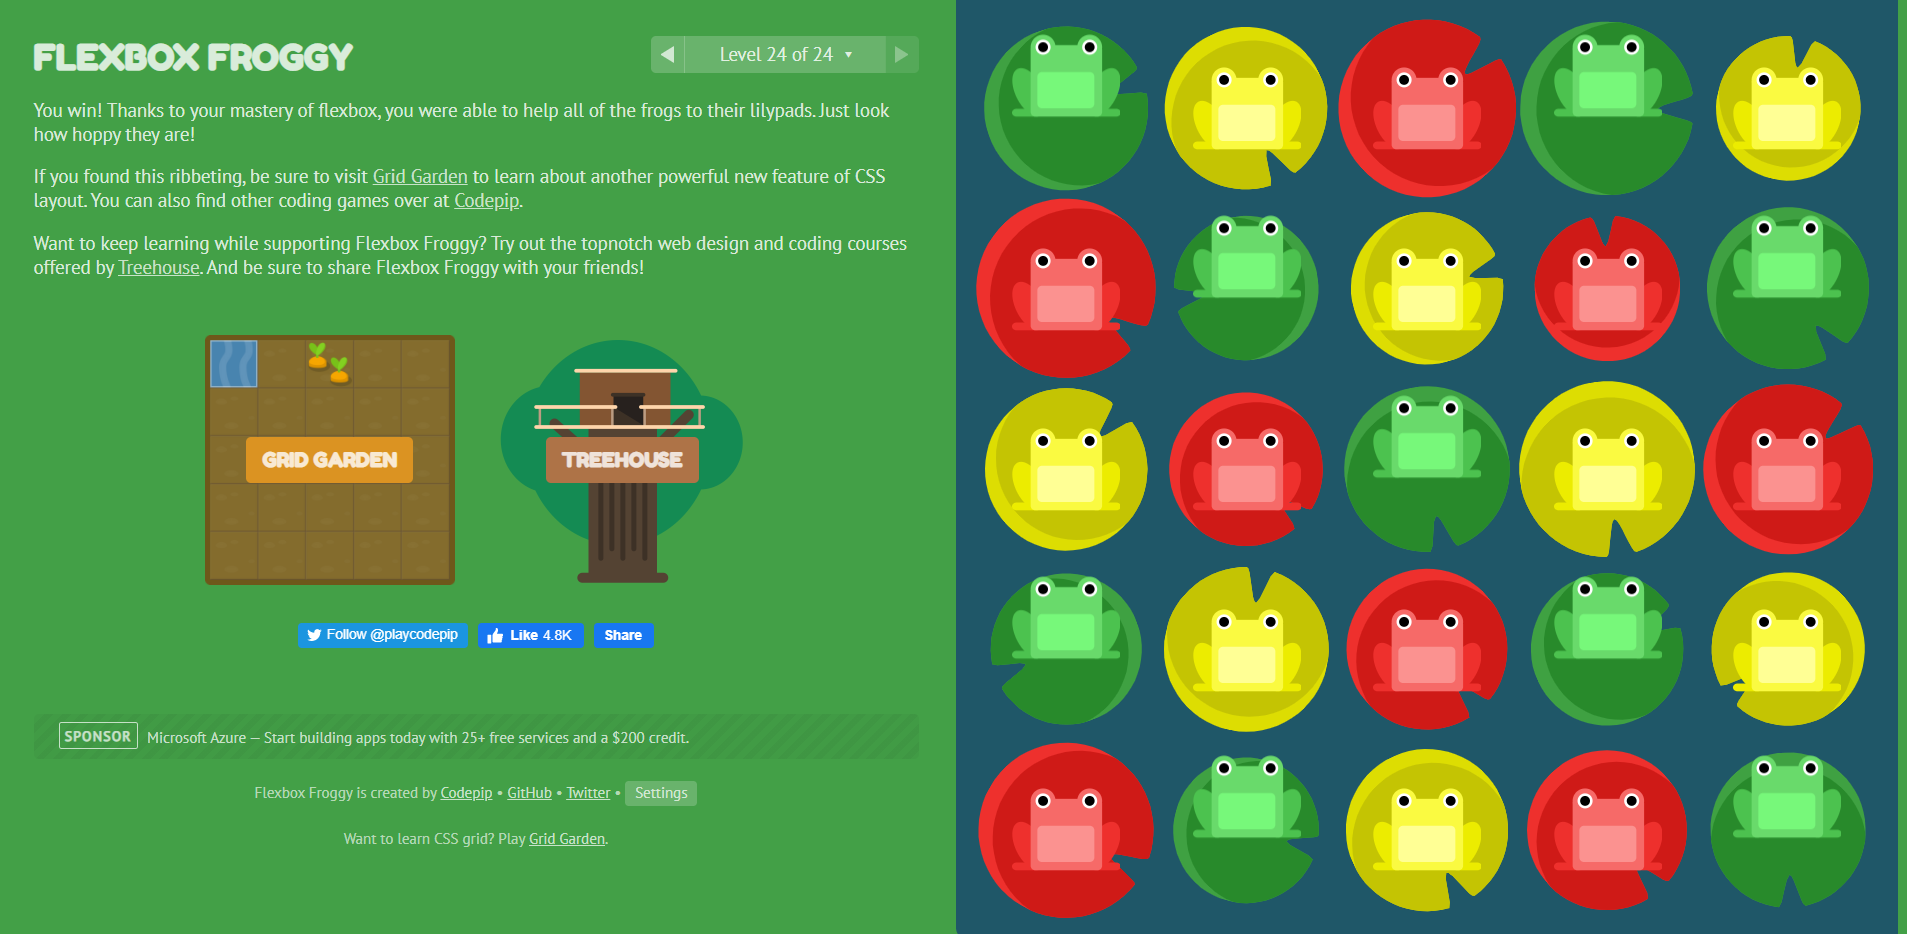 FLEXBOX FROGGY
Level 24 of 24
You win! Thanks to your mastery of flexbox, you were able to help all of the frogs to their lilypads. Just look
how hoppy they are!
If you found this ribbeting, be sure to visit Grid Garden to learn about another powerful new feature of CSS
layout. You can also find other coding games over at Codepip.
Want to keep learning while supporting Flexbox Froggy? Try out the topnotch web design and coding courses
offered by Treehouse. And be sure to share Flexbox Froggy with your friends!
GRID GARDEN
TREEHOUSE
Follow @playcodepip
Like 4.8K
Share
SPONSOR Microsoft Azure — Start building apps today with 25+ free services and a $200 credit.
Flexbox Froggy is created by Codepip • GitHub • Twitter • Settings
Want to learn CSS grid? Play Grid Garden.